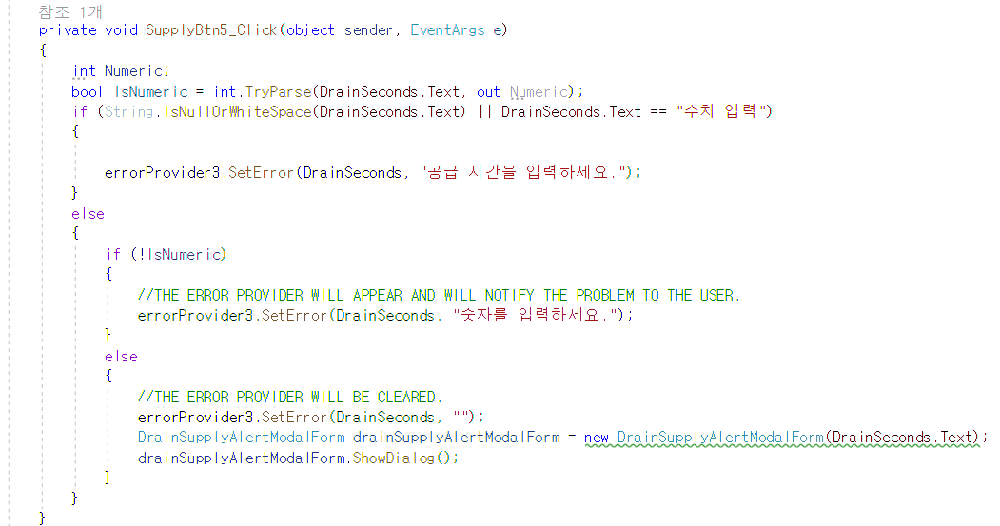 참조 1개
private void SupplyBtn5_Click(object sender, EventArgs e)
{
int Numeric;
bool IsNumeric = int.TryParse(DrainSeconds.Text, out Numeric);
if (String.IsNullOrWhiteSpace(DrainSeconds.Text) || DrainSeconds.Text == "수치 입력")
{
errorProvider3.SetError(DrainSeconds, "공급 시간을 입력하세요.");
}
else
{
if (!IsNumeric)
{
//THE ERROR PROVIDER WILL APPEAR AND WILL NOTIFY THE PROBLEM TO THE USER.
errorProvider3.SetError(DrainSeconds, "숫자를 입력하세요.");
}
else
{
//THE ERROR PROVIDER WILL BE CLEARED.
errorProvider3.SetError(DrainSeconds, "");
DrainSupplyAlertModalForm drainSupplyAlertModalForm = new DrainSupplyAlertModalForm(DrainSeconds.Text);
drainSupplyAlertModalForm.ShowDialog();
}
}
}